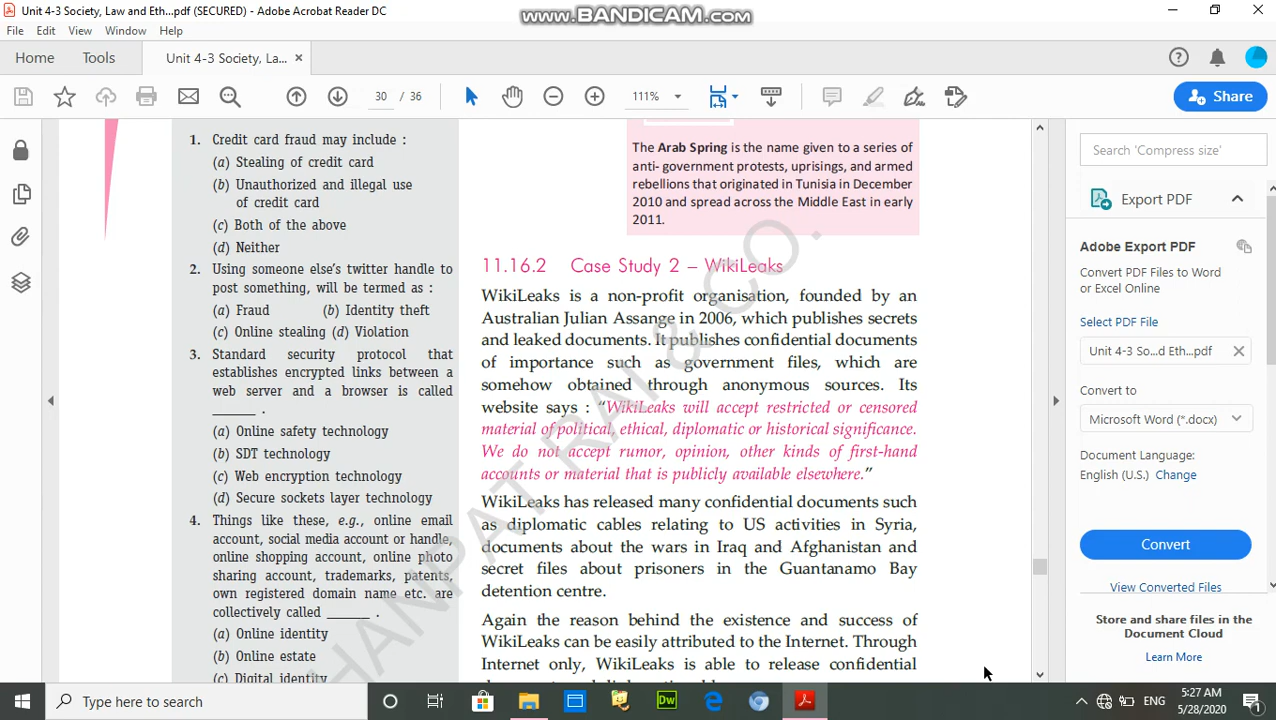 Unit 4-3 Society, Law and Eth...pdf (SECURED) - Adobe Acrobat Reader DC
www.BANDICAM.com
File Edit View Window Help
Home Tools Unit 4-3 Society, La... ×
30 / 36 111% Share
1. Credit card fraud may include :
(a) Stealing of credit card
(b) Unauthorized and illegal use
of credit card
(c) Both of the above
(d) Neither
2. Using someone else's twitter handle to
post something, will be termed as :
(a) Fraud (b) Identity theft
(c) Online stealing (d) Violation
3. Standard security protocol that
establishes encrypted links between a
web server and a browser is called
______ .
(a) Online safety technology
(b) SDT technology
(c) Web encryption technology
(d) Secure sockets layer technology
4. Things like these, e.g., online email
account, social media account or handle,
online shopping account, online photo
sharing account, trademarks, patents,
own registered domain name etc. are
collectively called ______ .
(a) Online identity
(b) Online estate
(c) Digital identity
The Arab Spring is the name given to a series of
anti- government protests, uprisings, and armed
rebellions that originated in Tunisia in December
2010 and spread across the Middle East in early
2011.
11.16.2 Case Study 2 – WikiLeaks
WikiLeaks is a non-profit organisation, founded by an
Australian Julian Assange in 2006, which publishes secrets
and leaked documents. It publishes confidential documents
of importance such as government files, which are
somehow obtained through anonymous sources. Its
website says : “WikiLeaks will accept restricted or censored
material of political, ethical, diplomatic or historical significance.
We do not accept rumor, opinion, other kinds of first-hand
accounts or material that is publicly available elsewhere.”
WikiLeaks has released many confidential documents such
as diplomatic cables relating to US activities in Syria,
documents about the wars in Iraq and Afghanistan and
secret files about prisoners in the Guantanamo Bay
detention centre.
Again the reason behind the existence and success of
WikiLeaks can be easily attributed to the Internet. Through
Internet only, WikiLeaks is able to release confidential
HANPAT RAI & CO.
Search 'Compress size'
Export PDF
Adobe Export PDF
Convert PDF Files to Word
or Excel Online
Select PDF File
Unit 4-3 So...d Eth...pdf
Convert to
Microsoft Word (*.docx)
Document Language:
English (U.S.) Change
Convert
View Converted Files
Store and share files in the
Document Cloud
Learn More
Type here to search
Dw
ENG
5:27 AM
5/28/2020
1